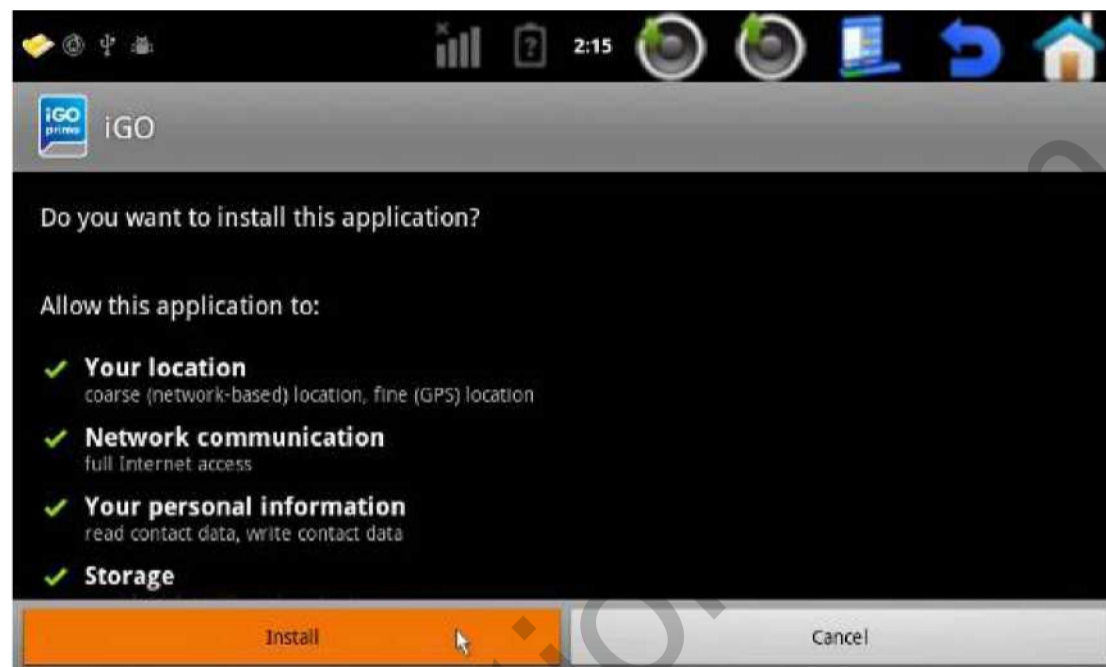 2:15
iGO
primo
iGO
Do you want to install this application?
Allow this application to:
Your location
coarse (network-based) location, fine (GPS) location
Network communication
full Internet access
Your personal information
read contact data, write contact data
Storage
Install
Cancel